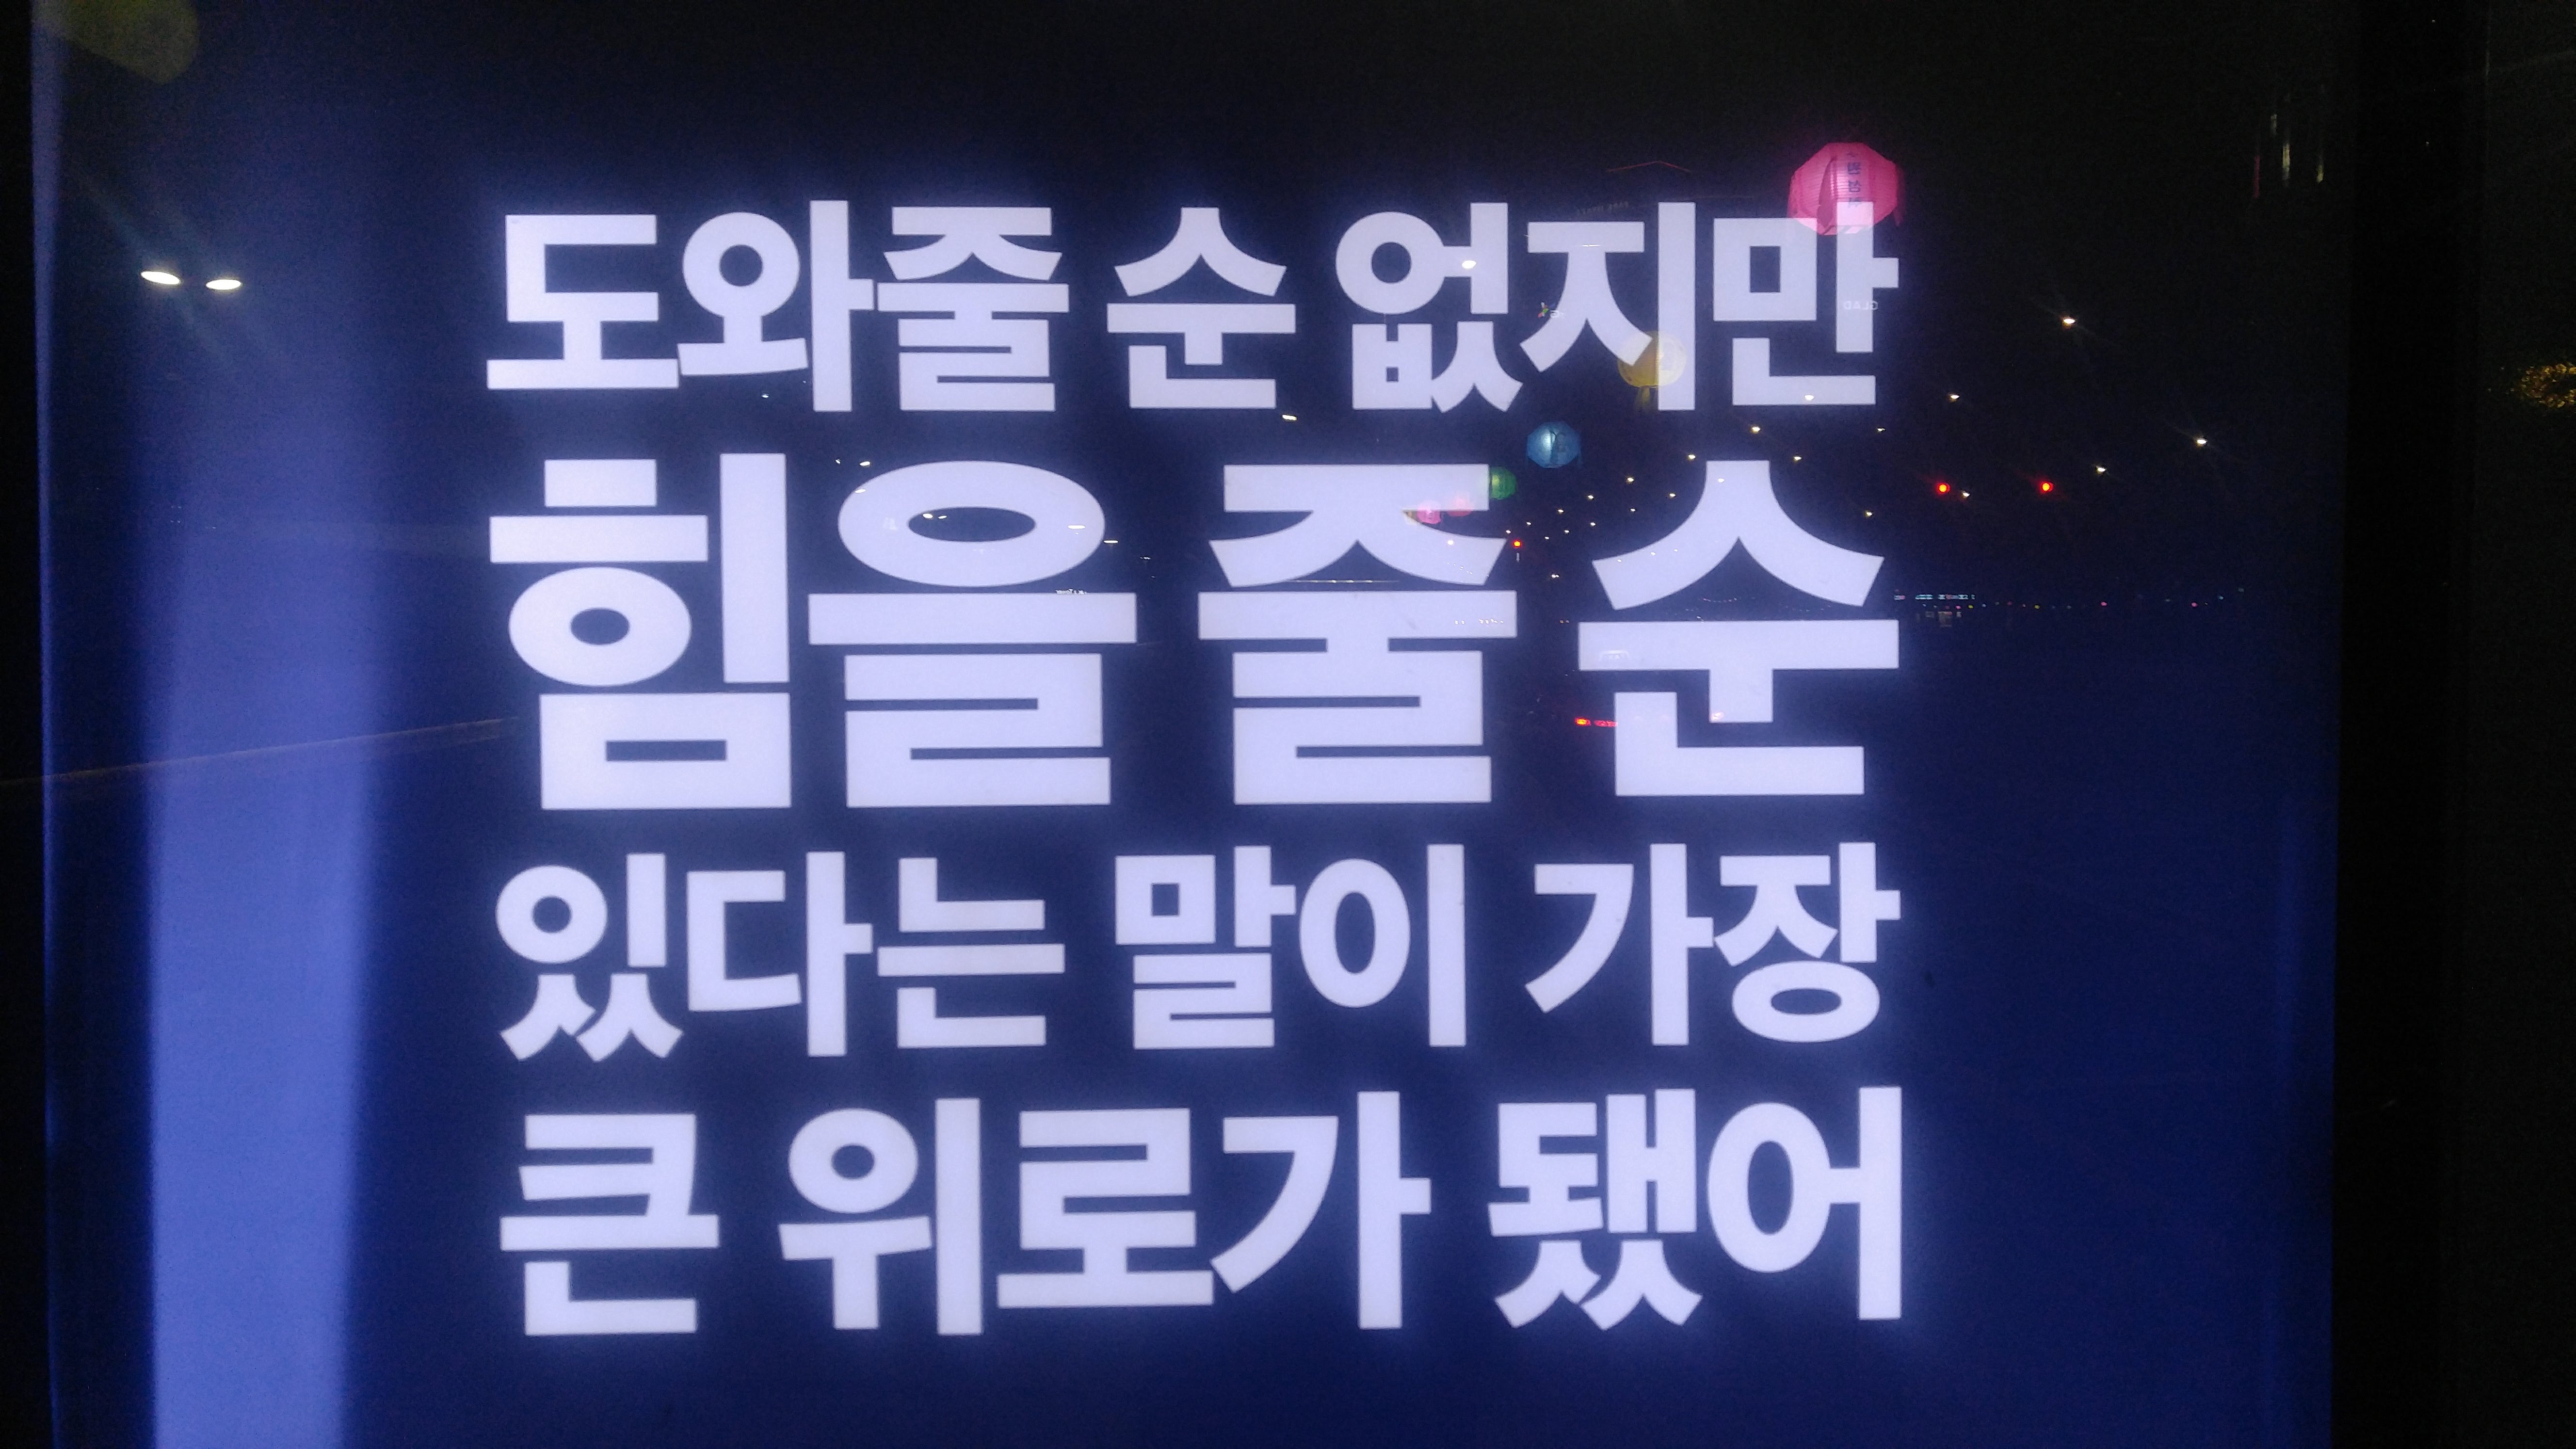 도와줄 순 없지만
힘을 줄 순
있다는 말이 가장
큰 위로가 됐어